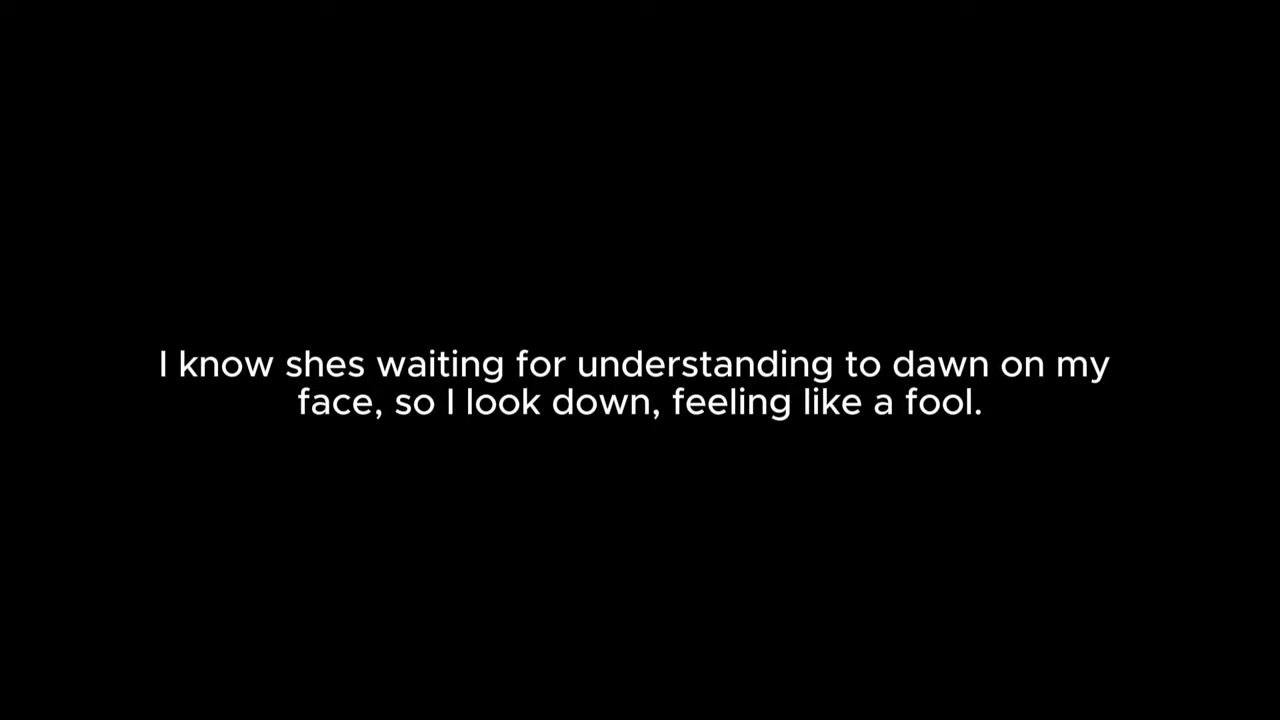 I know shes waiting for understanding to dawn on my
face, so I look down, feeling like a fool.